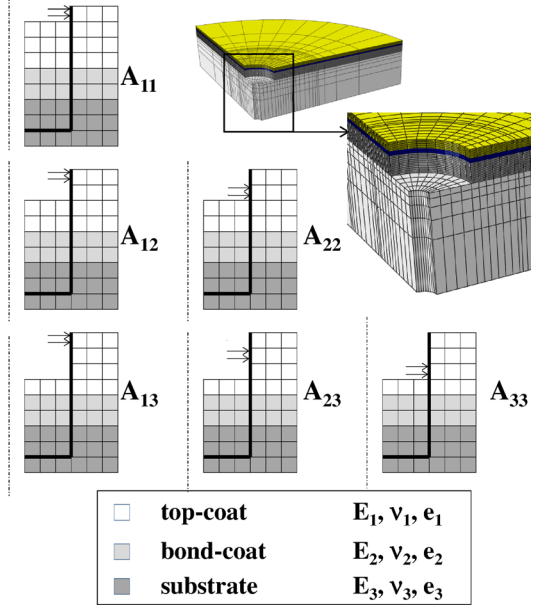 A11
A12 A22
A13 A23 A33
top-coat E1, ν1, e1
bond-coat E2, ν2, e2
substrate E3, ν3, e3